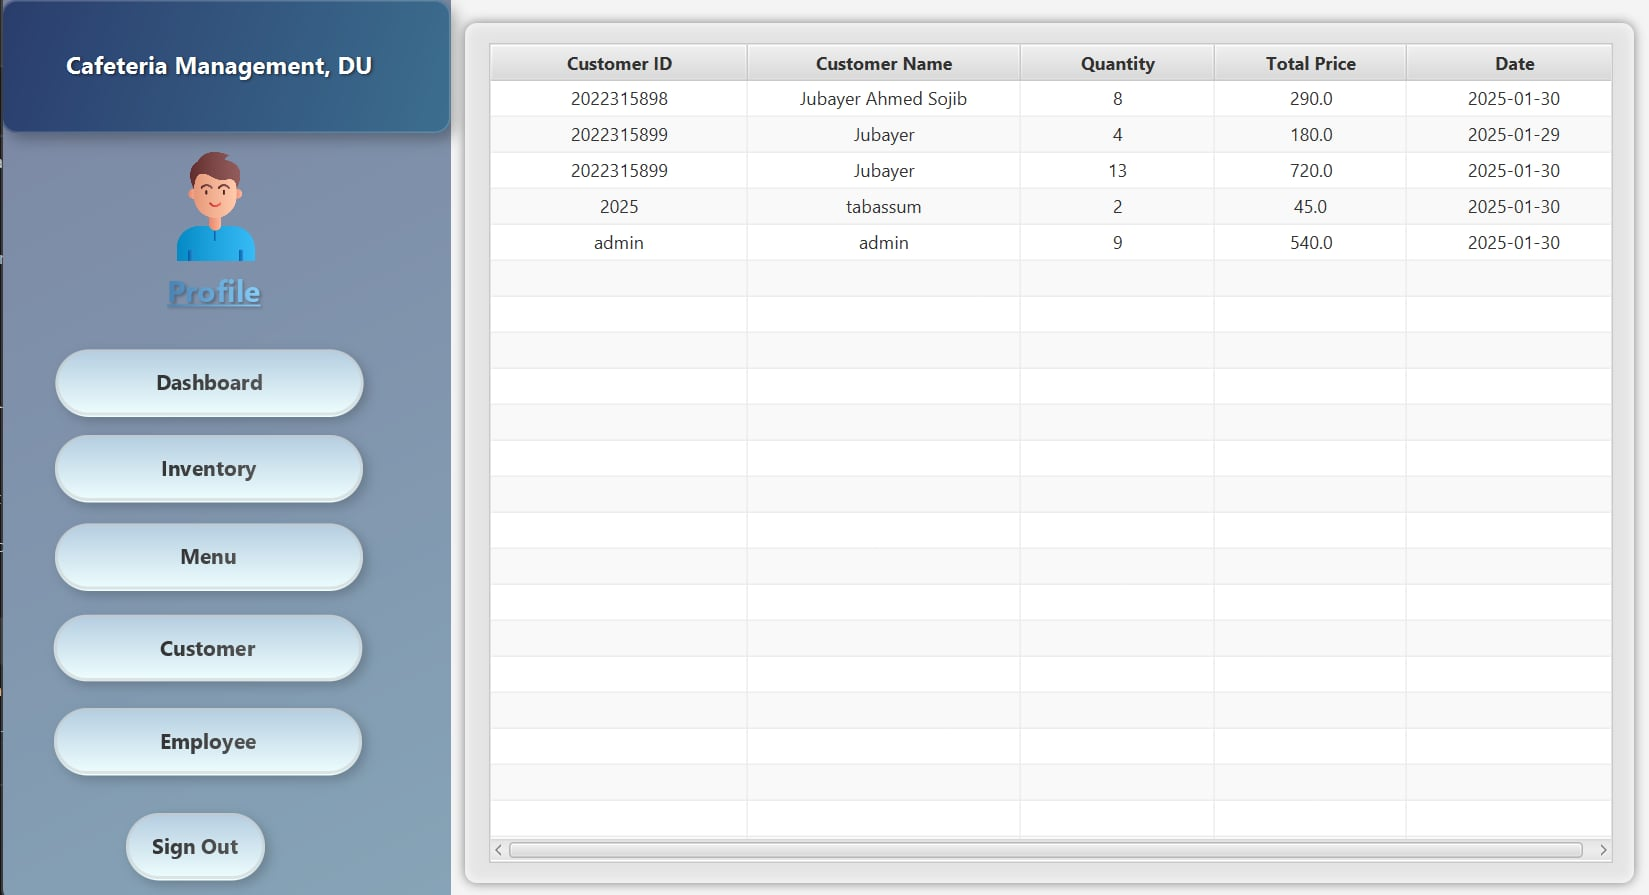 Cafeteria Management, DU
Profile
Dashboard
Inventory
Menu
Customer
Employee
Sign Out
Customer ID Customer Name Quantity Total Price Date
2022315898 Jubayer Ahmed Sojib 8 290.0 2025-01-30
2022315899 Jubayer 4 180.0 2025-01-29
2022315899 Jubayer 13 720.0 2025-01-30
2025 tabassum 2 45.0 2025-01-30
admin admin 9 540.0 2025-01-30